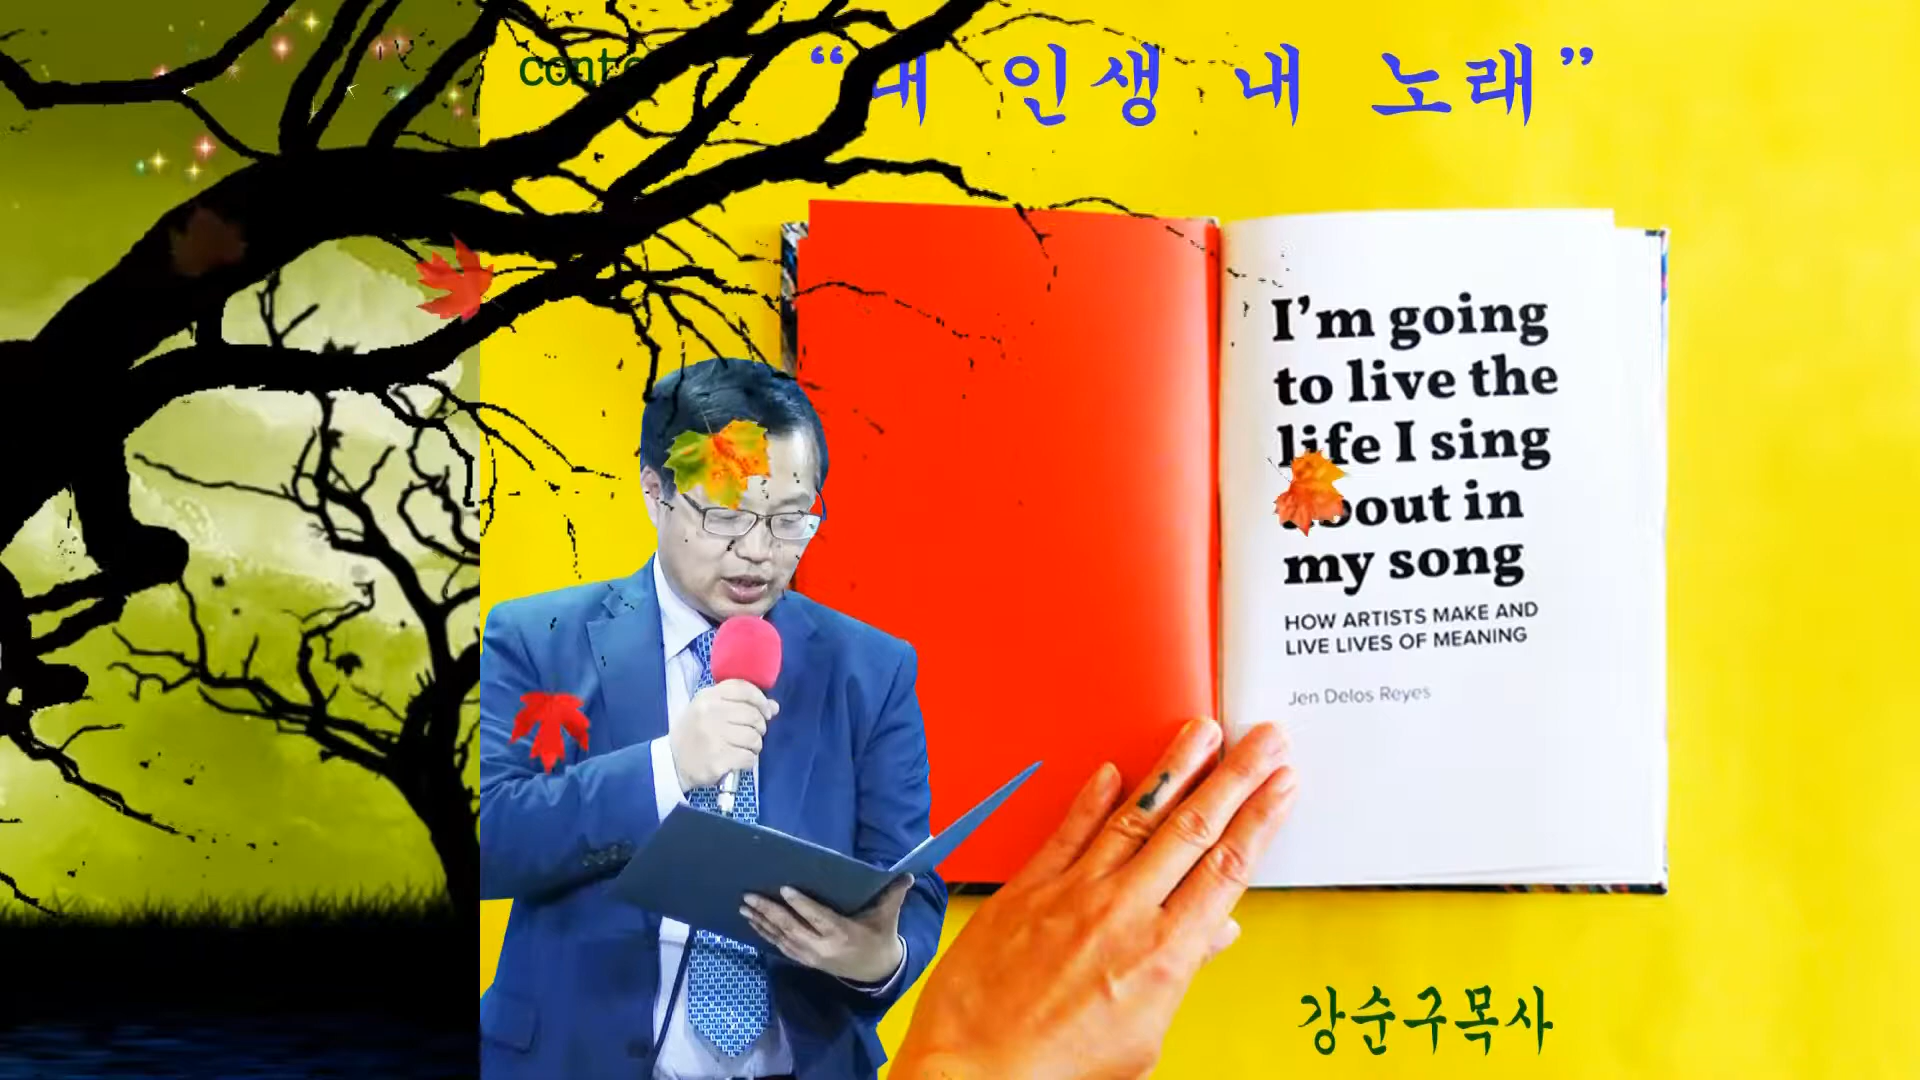 “내 인생 내 노래”
I’m going
to live the
life I sing
about in
my song
HOW ARTISTS MAKE AND
LIVE LIVES OF MEANING
Jen Delos Reyes
강순구목사